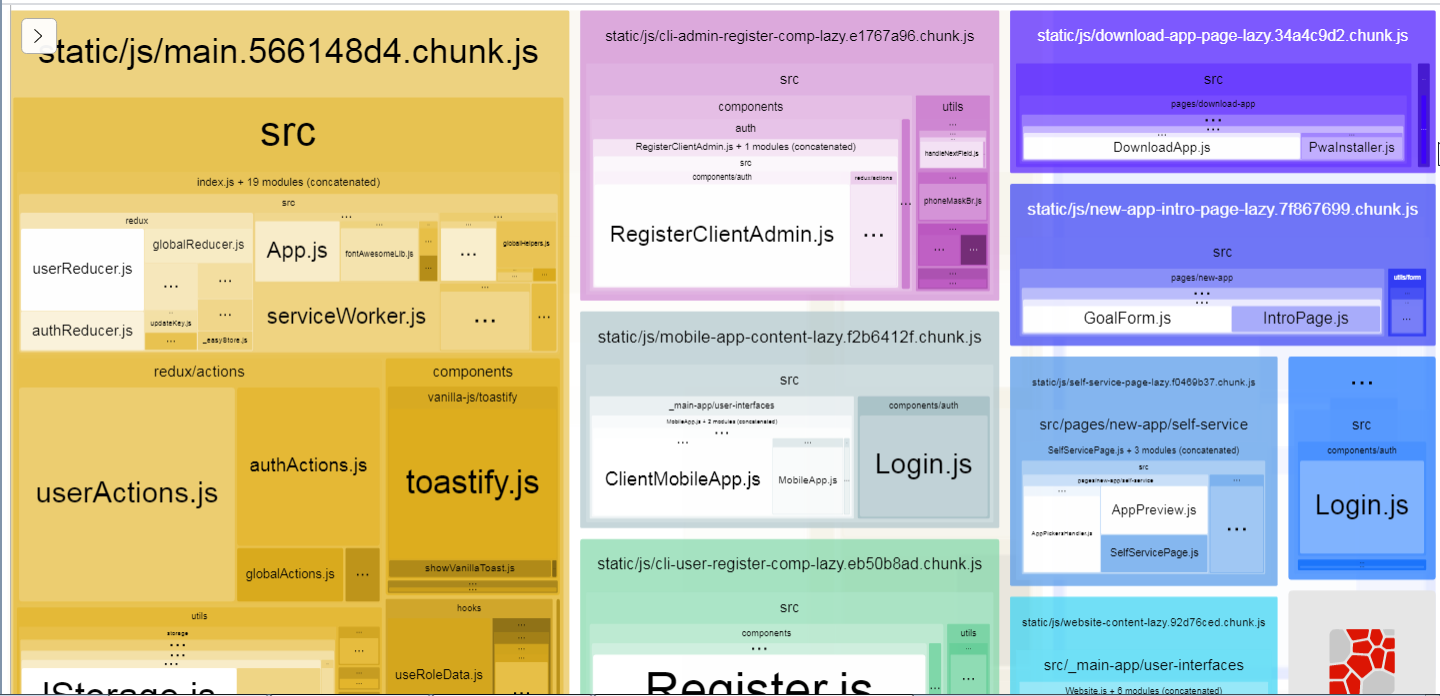 static/js/main.566148d4.chunk.js
src
index.js + 19 modules (concatenated)
src
redux
userReducer.js
globalReducer.js
...
...
authReducer.js
updateKey.js
...
...
_easyStore.js
...
App.js
fontAwesomeLib.js
...
...
serviceWorker.js
...
...
globalHelpers.js
...
...
...
...
...
redux/actions
userActions.js
authActions.js
globalActions.js
...
components
vanilla-js/toastify
toastify.js
showVanillaToast.js
...
utils
storage
...
...
...
lStorage.js
...
...
...
hooks
useRoleData.js
...
...
...
...
static/js/cli-admin-register-comp-lazy.e1767a96.chunk.js
src
components
auth
RegisterClientAdmin.js + 1 modules (concatenated)
src
components/auth
RegisterClientAdmin.js
redux/actions
...
...
utils
...
...
handleNextField.js
...
phoneMaskBr.js
...
...
...
...
...
static/js/mobile-app-content-lazy.f2b6412f.chunk.js
src
_main-app/user-interfaces
MobileApp.js + 2 modules (concatenated)
...
...
ClientMobileApp.js
...
MobileApp.js
...
components/auth
Login.js
static/js/cli-user-register-comp-lazy.eb50b8ad.chunk.js
src
components
...
Register.js
...
utils
...
...
static/js/download-app-page-lazy.34a4c9d2.chunk.js
src
pages/download-app
...
...
...
DownloadApp.js
...
PwaInstaller.js
...
static/js/new-app-intro-page-lazy.7f867699.chunk.js
src
pages/new-app
...
...
GoalForm.js
IntroPage.js
utils/form
...
...
static/js/self-service-page-lazy.f0469b37.chunk.js
src/pages/new-app/self-service
SelfServicePage.js + 3 modules (concatenated)
src
pages/new-app/self-service
...
AppPickersHandler.js
AppPreview.js
SelfServicePage.js
...
...
...
src
components/auth
Login.js
...
static/js/website-content-lazy.92d76ced.chunk.js
src/_main-app/user-interfaces
Website.js + 6 modules (concatenated)